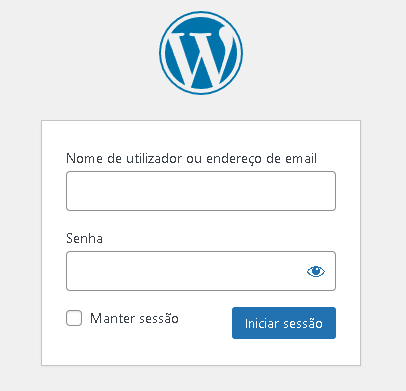 Nome de utilizador ou endereço de email
Senha
Manter sessão
Iniciar sessão